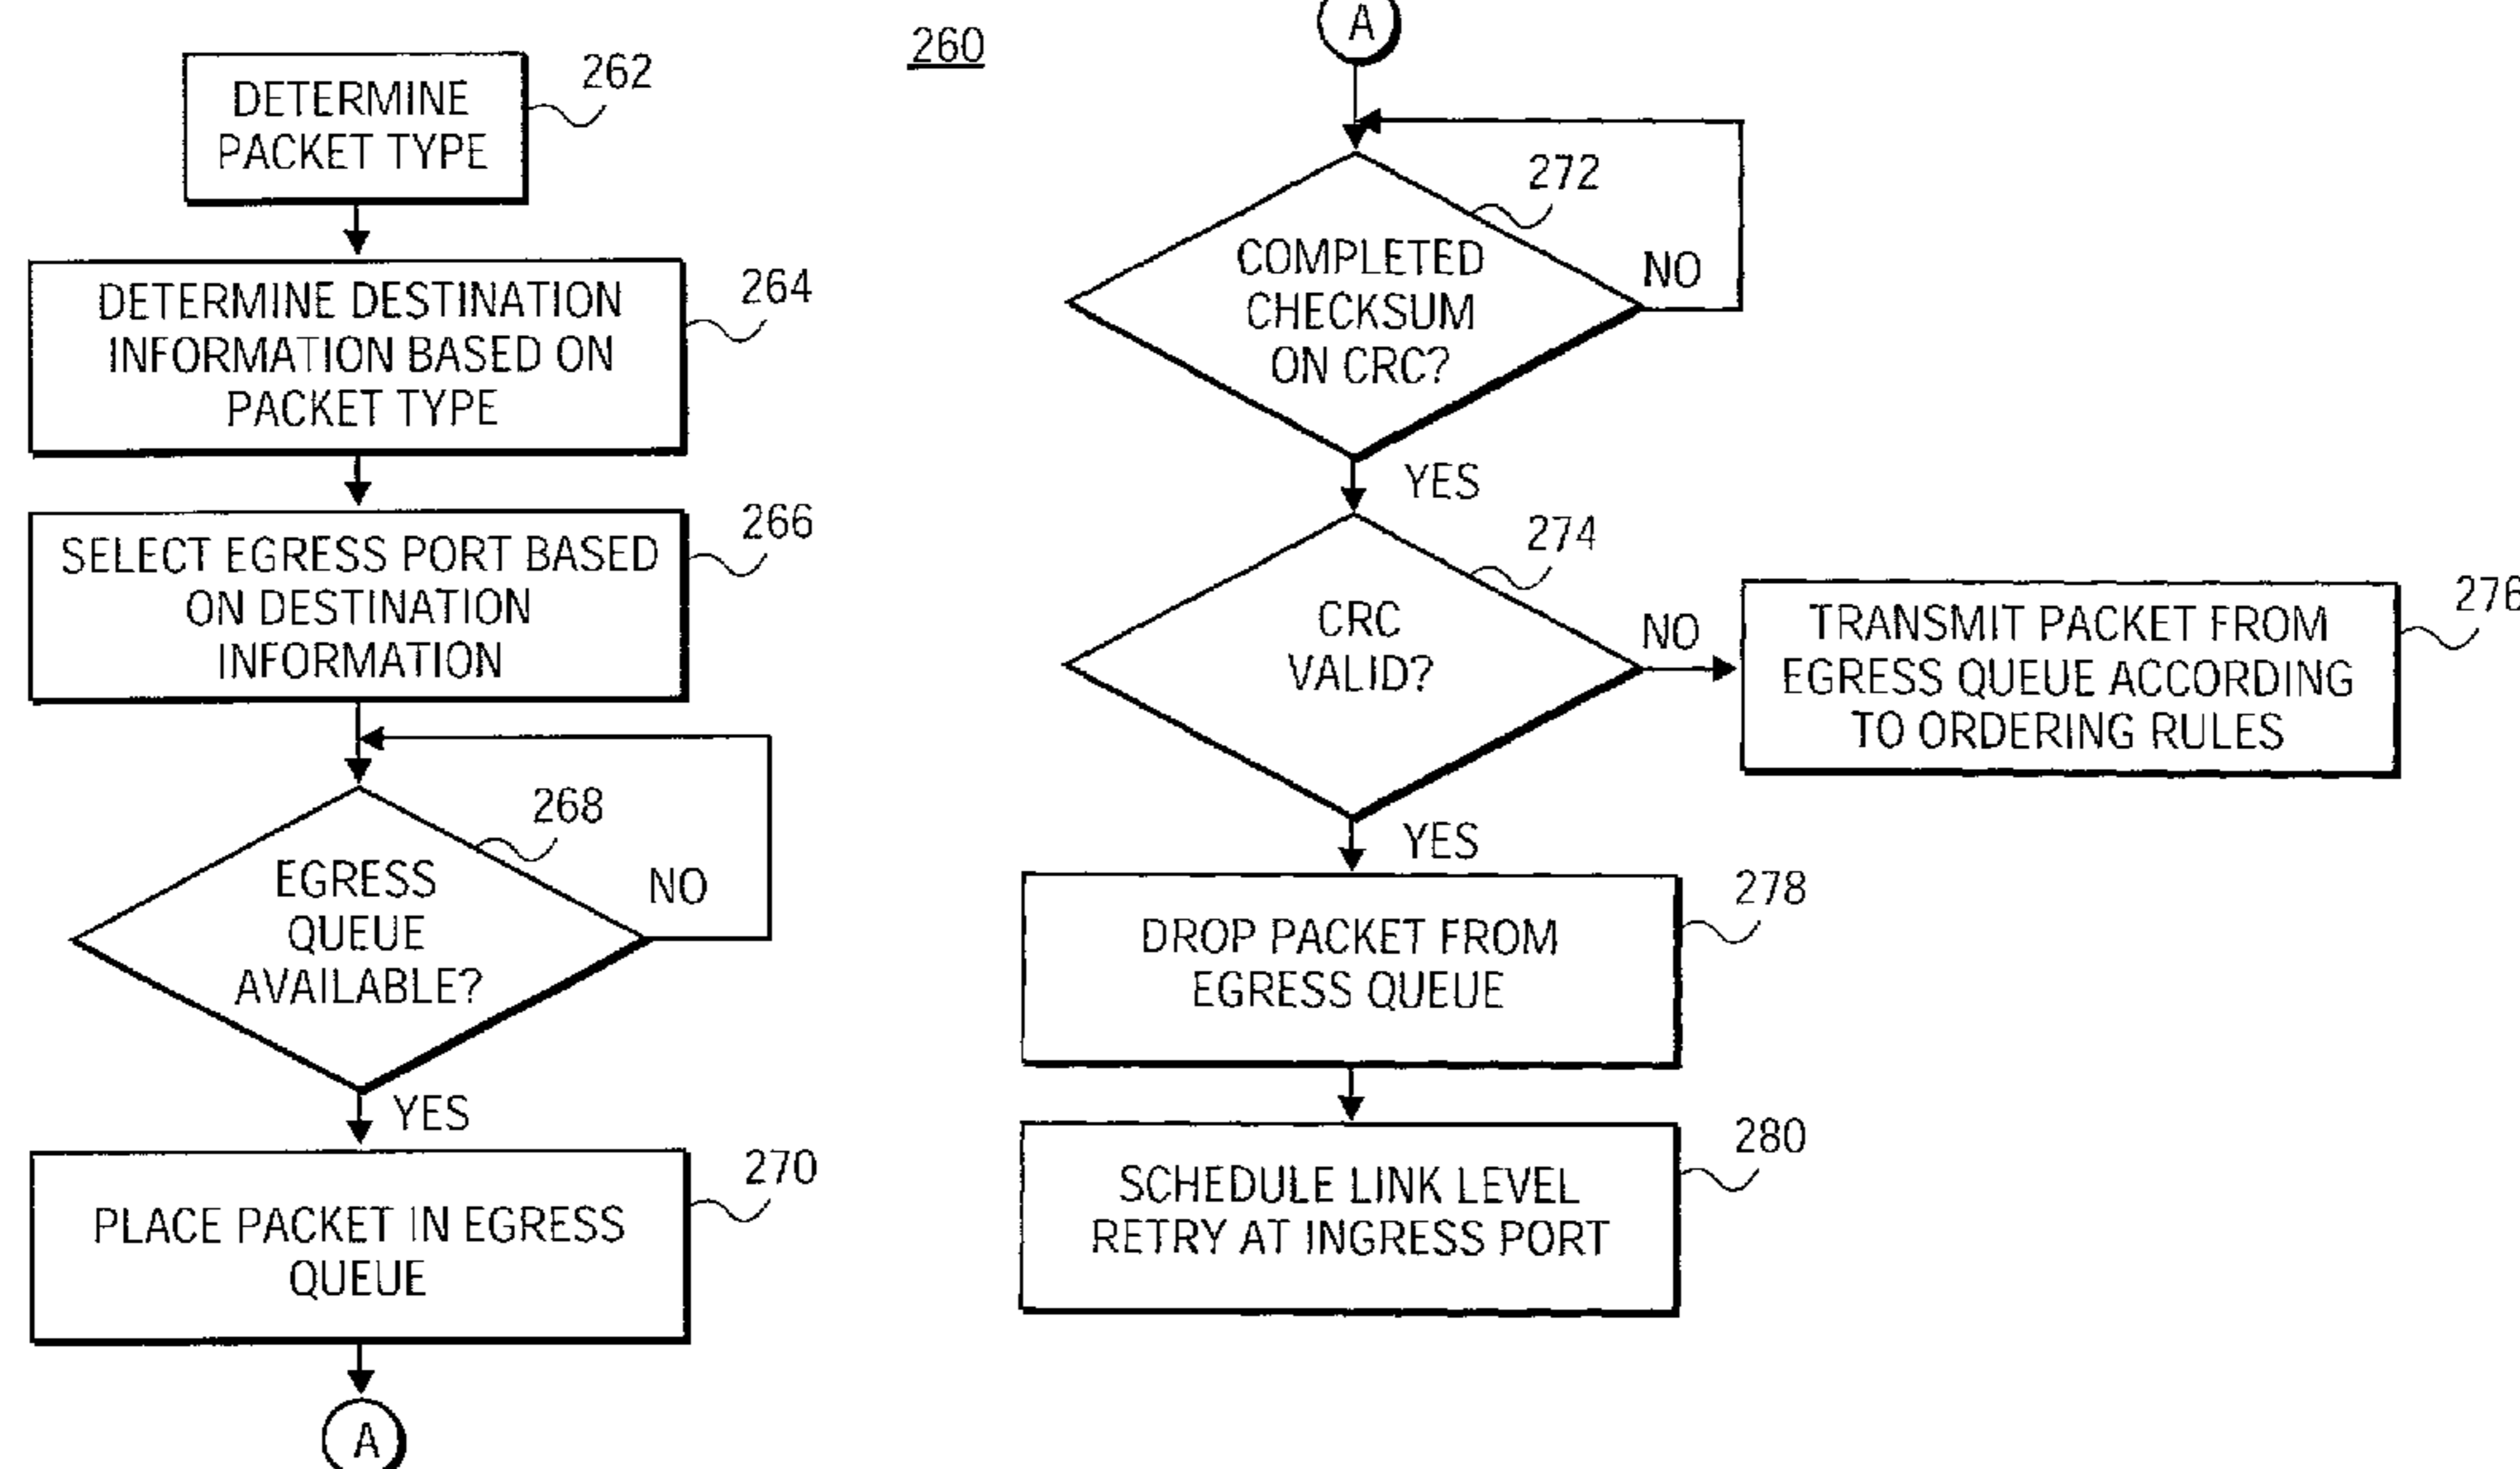 DETERMINE
PACKET TYPE
262
DETERMINE DESTINATION
INFORMATION BASED ON
PACKET TYPE
264
SELECT EGRESS PORT BASED
ON DESTINATION
INFORMATION
266
EGRESS
QUEUE
AVAILABLE?
268
NO
YES
PLACE PACKET IN EGRESS
QUEUE
270
A
260
A
COMPLETED
CHECKSUM
ON CRC?
272
NO
YES
CRC
VALID?
274
NO
TRANSMIT PACKET FROM
EGRESS QUEUE ACCORDING
TO ORDERING RULES
276
YES
DROP PACKET FROM
EGRESS QUEUE
278
SCHEDULE LINK LEVEL
RETRY AT INGRESS PORT
280